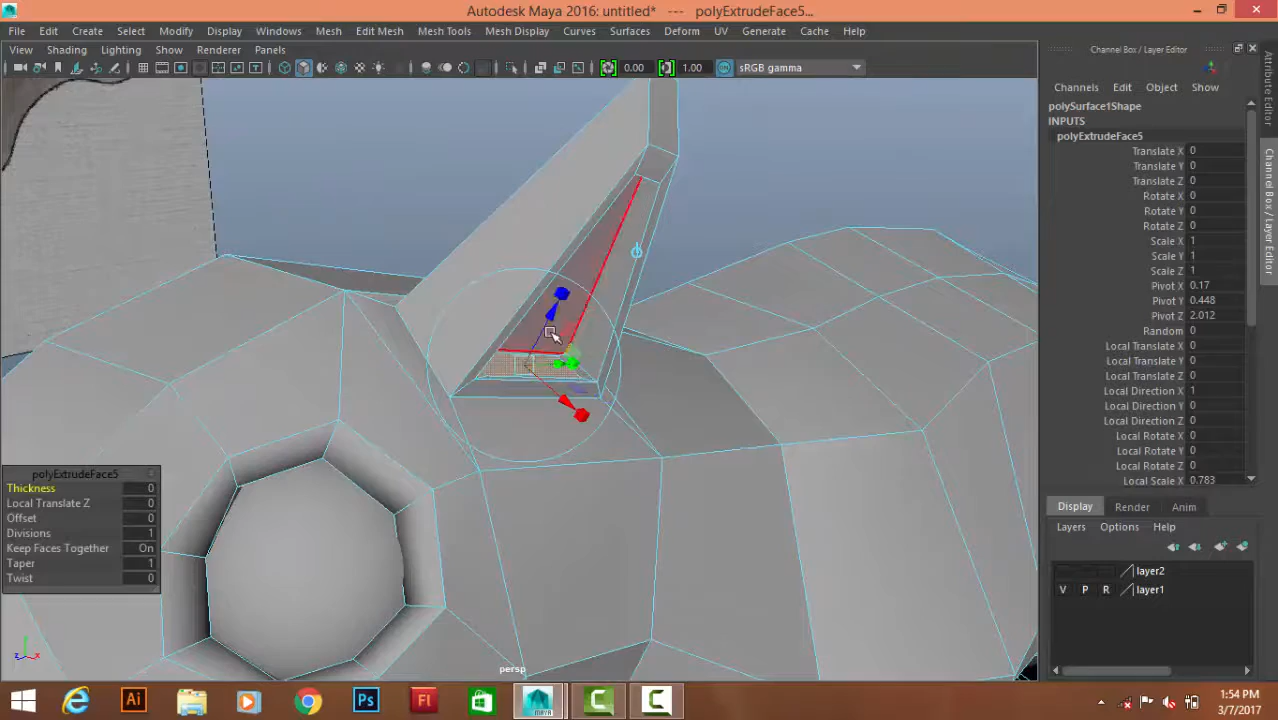 Autodesk Maya 2016: untitled* --- polyExtrudeFace5...
File Edit Create Select Modify Display Windows Mesh Edit Mesh Mesh Tools Mesh Display Curves Surfaces Deform UV Generate Cache Help
View Shading Lighting Show Renderer Panels
0.00 1.00 sRGB gamma
Channel Box / Layer Editor
Channels Edit Object Show
polySurface1Shape
INPUTS
polyExtrudeFace5
Translate X 0
Translate Y 0
Translate Z 0
Rotate X 0
Rotate Y 0
Rotate Z 0
Scale X 1
Scale Y 1
Scale Z 1
Pivot X 0.17
Pivot Y 0.448
Pivot Z 2.012
Random 0
Local Translate X 0
Local Translate Y 0
Local Translate Z 0
Local Direction X 1
Local Direction Y 0
Local Direction Z 0
Local Rotate X 0
Local Rotate Y 0
Local Rotate Z 0
Local Scale X 0.783
Attribute Editor
Channel Box / Layer Editor
polyExtrudeFace5
Thickness 0
Local Translate Z 0
Offset 0
Divisions 1
Keep Faces Together On
Taper 1
Twist 0
Display Render Anim
Layers Options Help
layer2
V P R layer1
persp
Ai Ps Fl MAYA C C
1:54 PM
3/7/2017